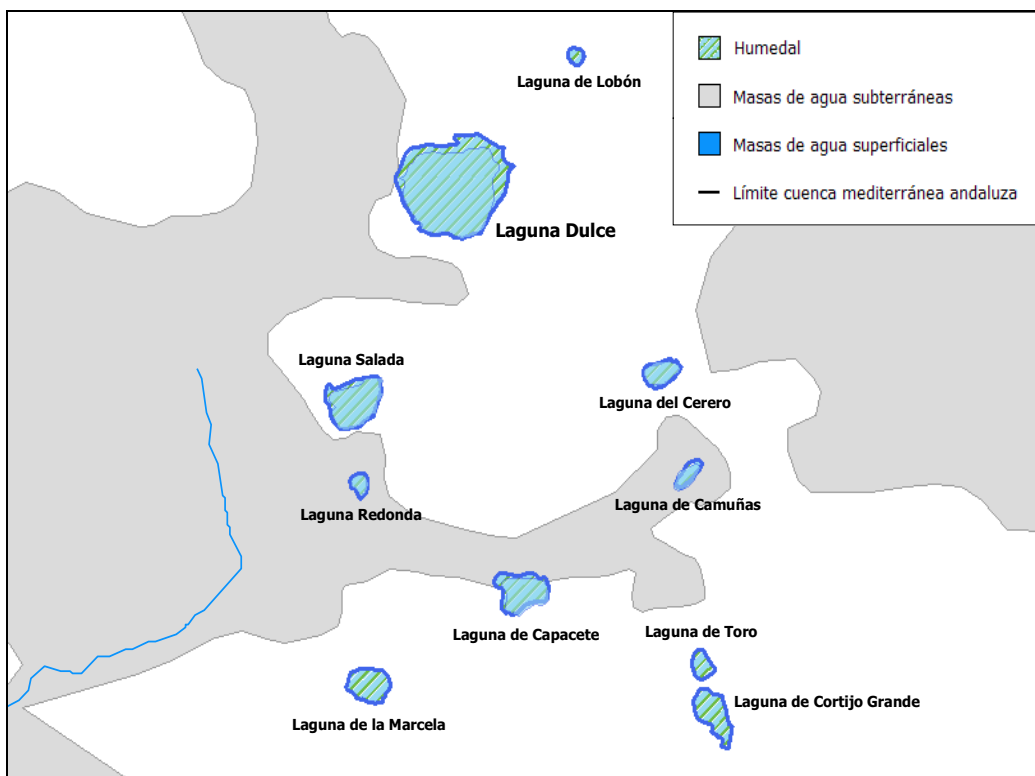 Humedal
Masas de agua subterráneas
Masas de agua superficiales
Límite cuenca mediterránea andaluza
Laguna de Lobón
Laguna Dulce
Laguna Salada
Laguna del Cerero
Laguna Redonda
Laguna de Camuñas
Laguna de Capacete
Laguna de Toro
Laguna de Cortijo Grande
Laguna de la Marcela